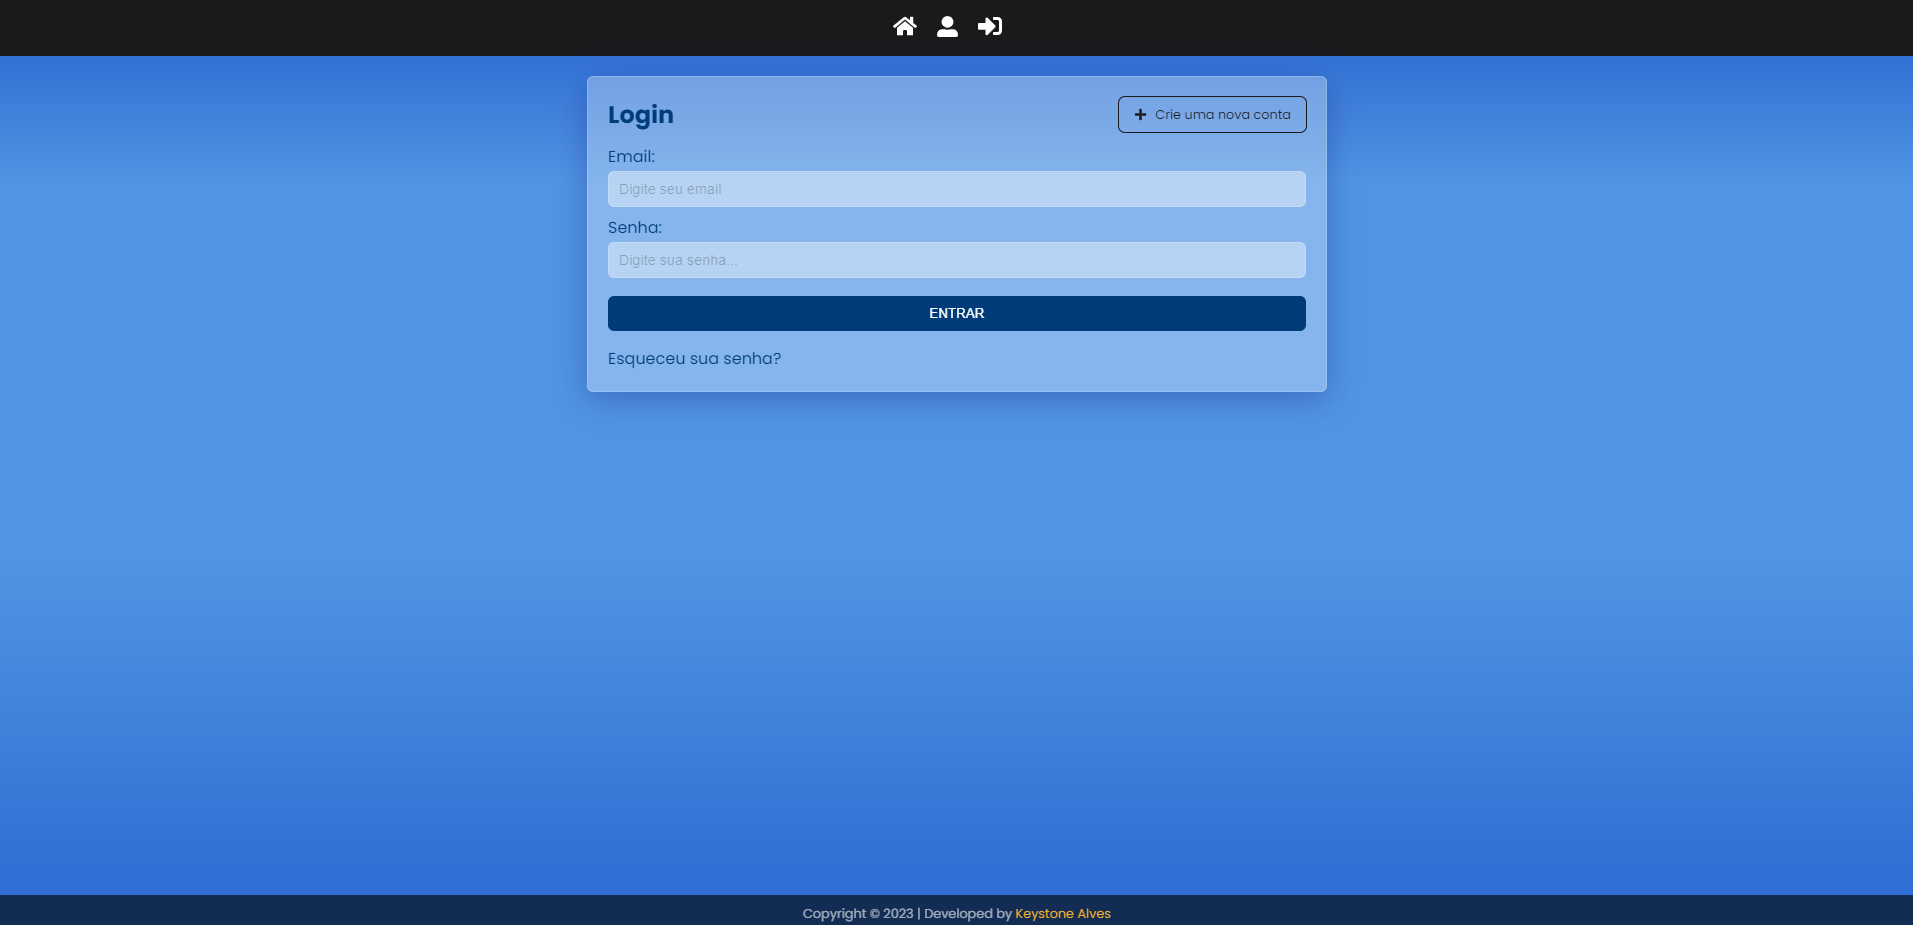 Login
Crie uma nova conta
Email:
Digite seu email
Senha:
Digite sua senha...
ENTRAR
Esqueceu sua senha?
Copyright © 2023 | Developed by Keystone Alves